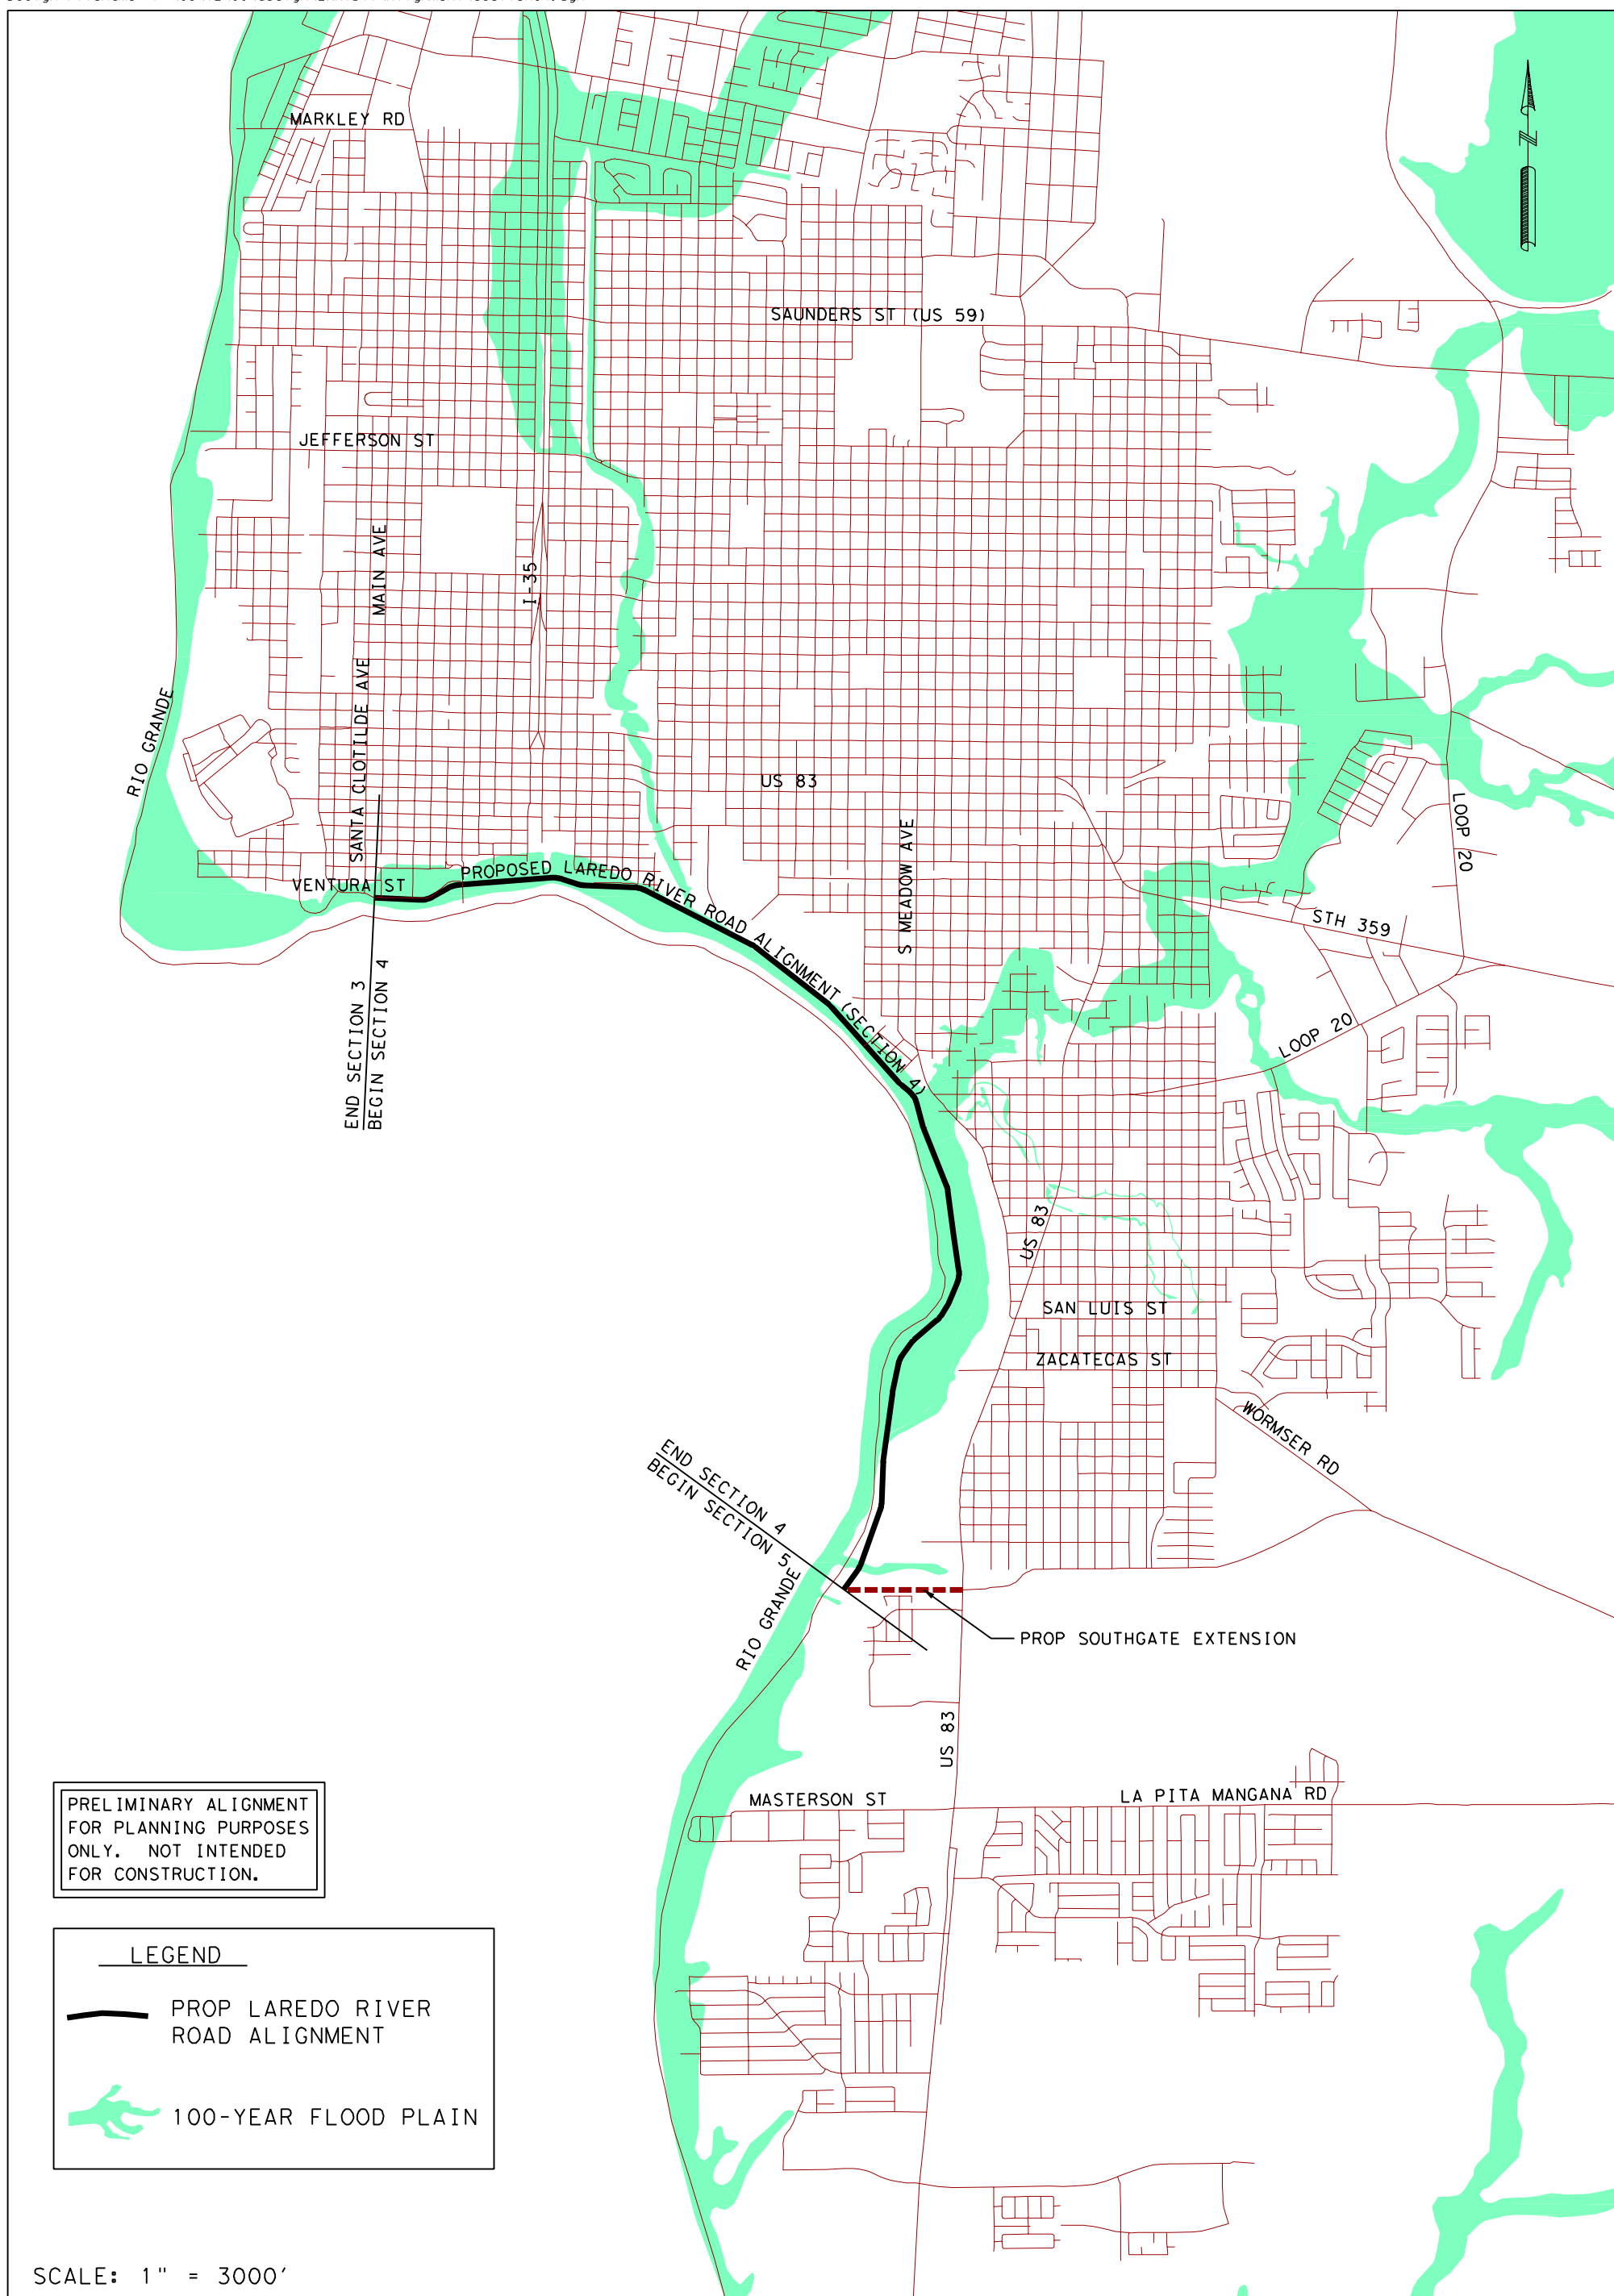 MARKLEY RD
N
SAUNDERS ST (US 59)
JEFFERSON ST
MAIN AVE
I-35
SANTA CLOTILDE AVE
RIO GRANDE
US 83
S MEADOW AVE
LOOP 20
VENTURA ST
PROPOSED LAREDO RIVER ROAD ALIGNMENT (SECTION 4)
STH 359
END SECTION 3
BEGIN SECTION 4
LOOP 20
US 83
SAN LUIS ST
ZACATECAS ST
WORMSER RD
END SECTION 4
BEGIN SECTION 5
RIO GRANDE
PROP SOUTHGATE EXTENSION
US 83
MASTERSON ST
LA PITA MANGANA RD
PRELIMINARY ALIGNMENT
FOR PLANNING PURPOSES
ONLY. NOT INTENDED
FOR CONSTRUCTION.
LEGEND
PROP LAREDO RIVER
ROAD ALIGNMENT
100-YEAR FLOOD PLAIN
SCALE: 1" = 3000'